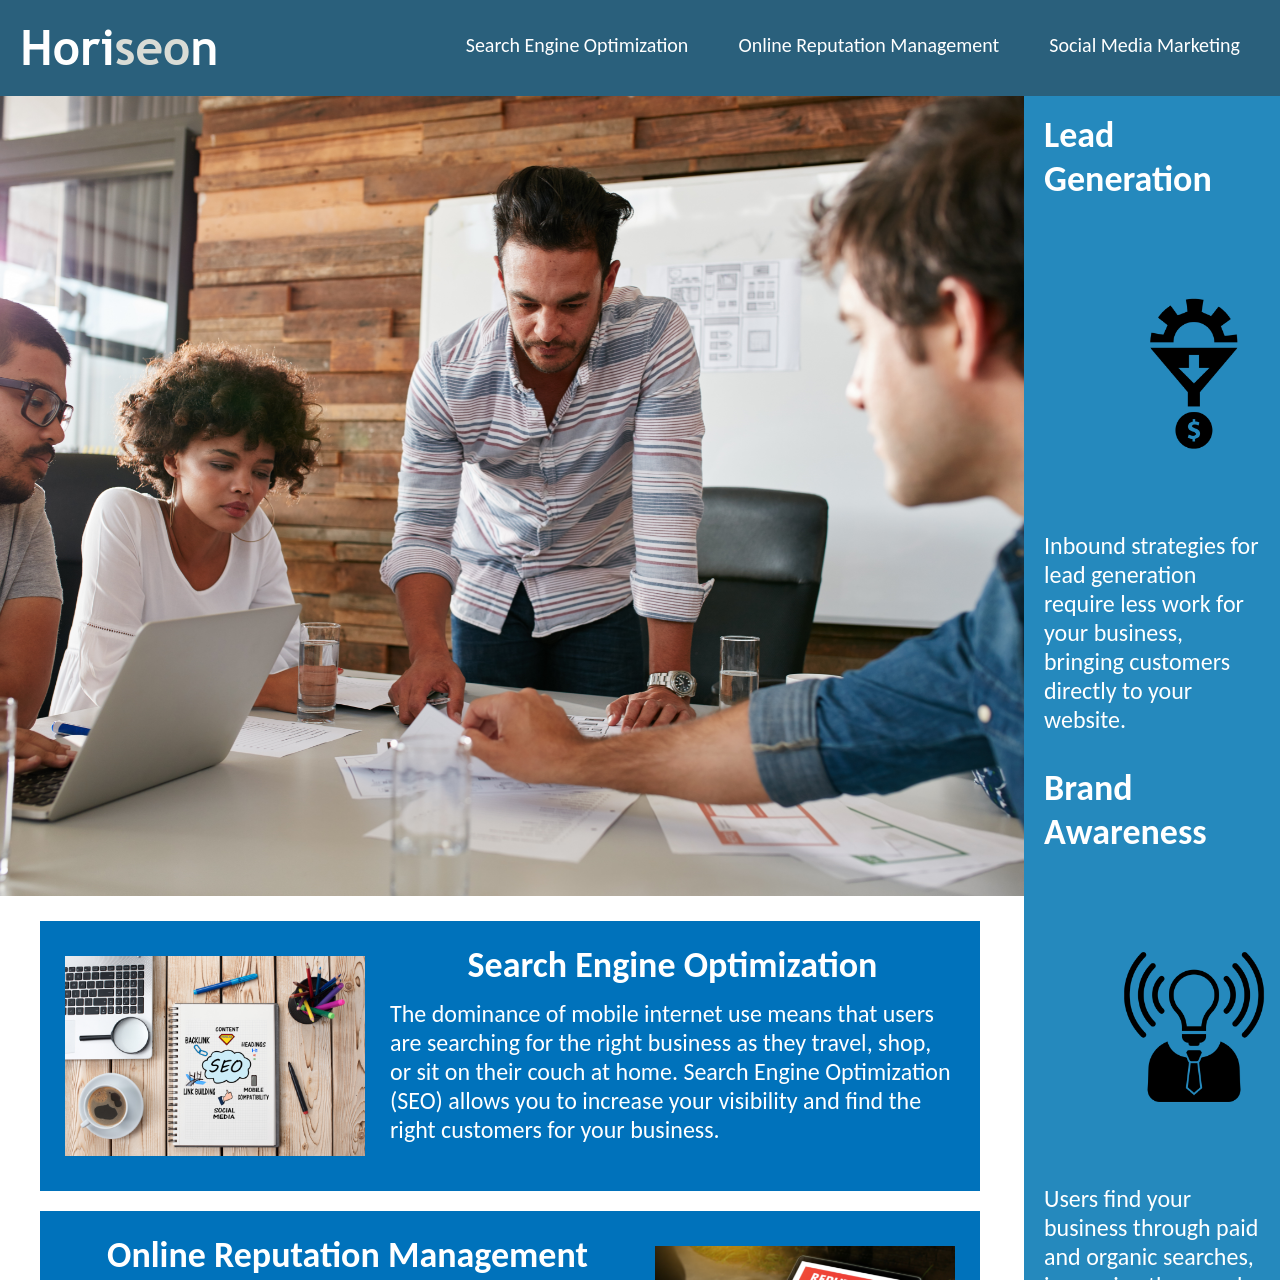 Horiseon
Search Engine Optimization
Online Reputation Management
Social Media Marketing
Lead
Generation
$
Inbound strategies for
lead generation
require less work for
your business,
bringing customers
directly to your
website.
Brand
Awareness
Search Engine Optimization
The dominance of mobile internet use means that users
are searching for the right business as they travel, shop,
or sit on their couch at home. Search Engine Optimization
(SEO) allows you to increase your visibility and find the
right customers for your business.
CONTENT
BACKLINK
HEADINGS
SEO
LINK BUILDING
MOBILE
COMPATIBILITY
SOCIAL
MEDIA
Users find your
business through paid
and organic searches,
Online Reputation Management